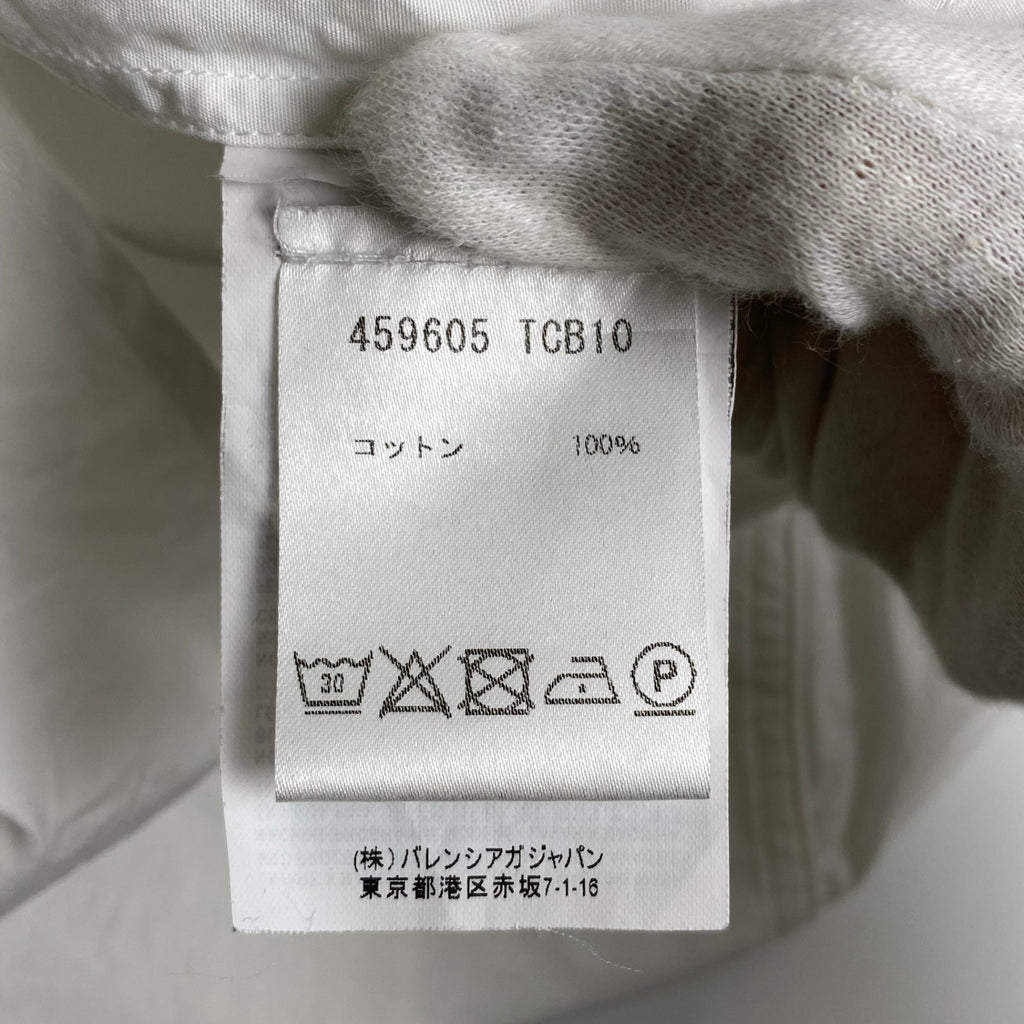 459605 TCB10
コットン 100%
30
P
(株)バレンシアガジャパン
東京都港区赤坂7-1-16